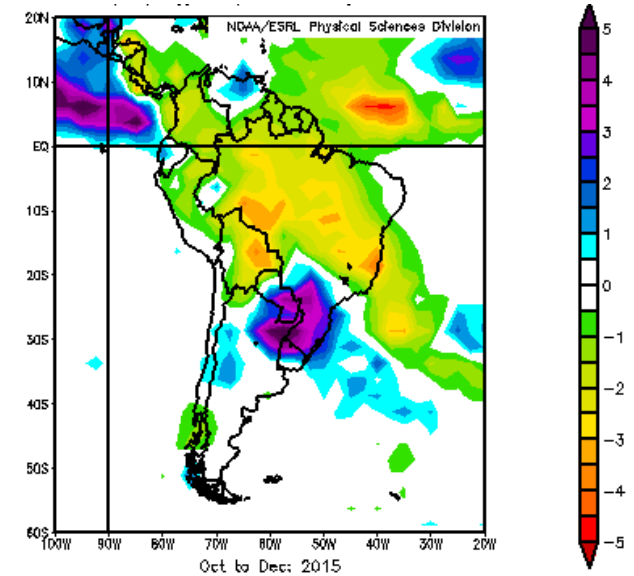 NOAA/ESRL Physical Sciences Division
20N
10N
EQ
10S
20S
30S
40S
50S
60S
100W
90W
80W
70W
60W
50W
40W
30W
20W
Oct to Dec: 2015
5
4
3
2
1
0
-1
-2
-3
-4
-5